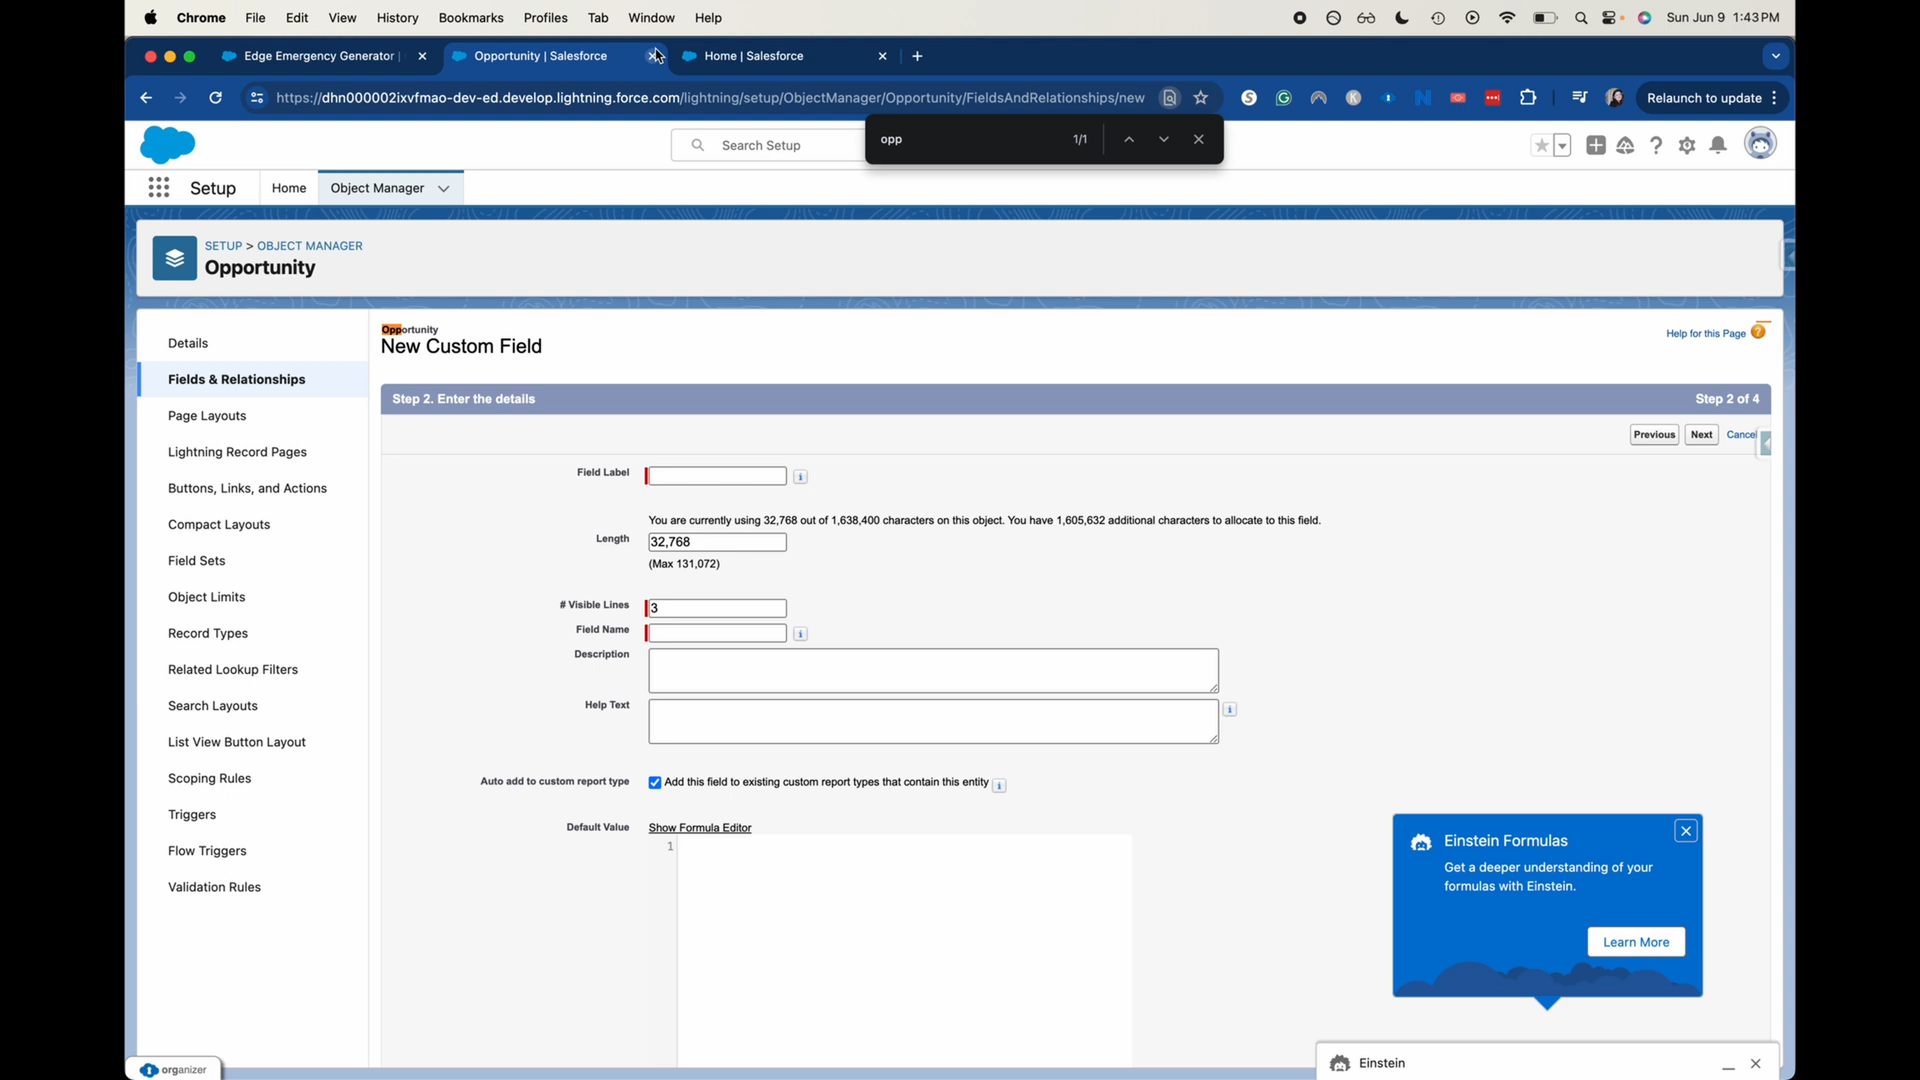 Chrome File Edit View History Bookmarks Profiles Tab Window Help Sun Jun 9 1:43 PM
Edge Emergency Generator | Opportunity | Salesforce Home | Salesforce
https://dhn000002ixvfmao-dev-ed.develop.lightning.force.com/lightning/setup/ObjectManager/Opportunity/FieldsAndRelationships/new Relaunch to update
opp 1/1
Search Setup
Setup Home Object Manager
SETUP > OBJECT MANAGER
Opportunity
Details
Fields & Relationships
Page Layouts
Lightning Record Pages
Buttons, Links, and Actions
Compact Layouts
Field Sets
Object Limits
Record Types
Related Lookup Filters
Search Layouts
List View Button Layout
Scoping Rules
Triggers
Flow Triggers
Validation Rules
Opportunity
New Custom Field
Help for this Page
Step 2. Enter the details Step 2 of 4
Previous Next Cancel
Field Label
You are currently using 32,768 out of 1,638,400 characters on this object. You have 1,605,632 additional characters to allocate to this field.
Length 32,768
(Max 131,072)
# Visible Lines 3
Field Name
Description
Help Text
Auto add to custom report type Add this field to existing custom report types that contain this entity
Default Value Show Formula Editor
1
Einstein Formulas
Get a deeper understanding of your
formulas with Einstein.
Learn More
organizer
Einstein